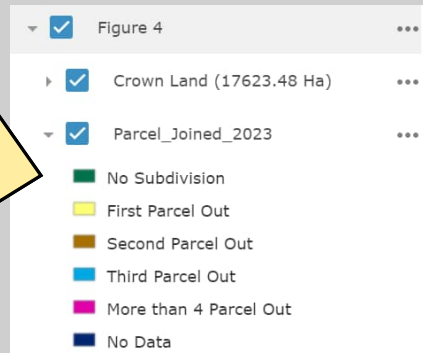 Figure 4
Crown Land (17623.48 Ha)
Parcel_Joined_2023
No Subdivision
First Parcel Out
Second Parcel Out
Third Parcel Out
More than 4 Parcel Out
No Data